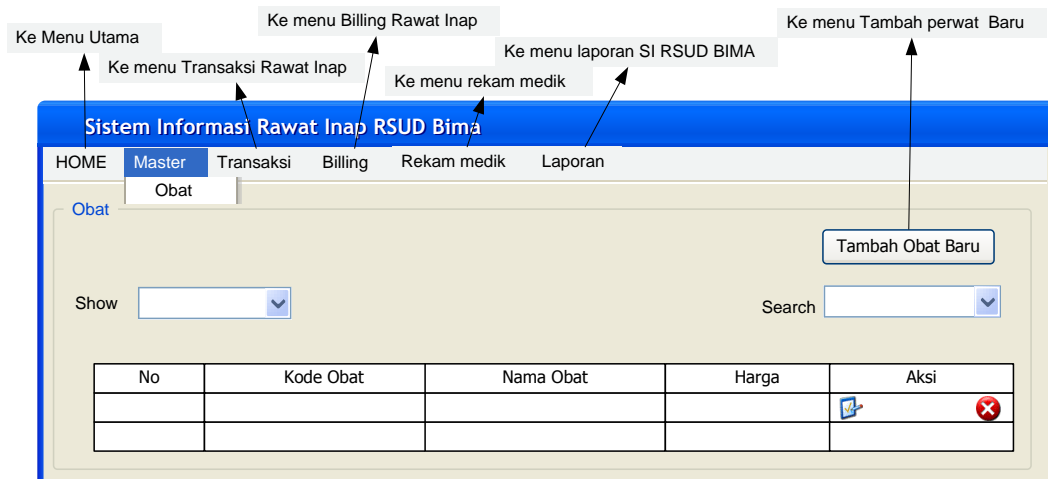 Ke menu Billing Rawat Inap
Ke menu Tambah perwat  Baru
Ke Menu Utama
Ke menu laporan SI RSUD BIMA
Ke menu Transaksi Rawat Inap
Ke menu rekam medik
Sistem Informasi Rawat Inap RSUD Bima
HOME Master Transaksi Billing Rekam medik Laporan
Obat
Obat
Tambah Obat Baru
Show
Search
No Kode Obat Nama Obat Harga Aksi